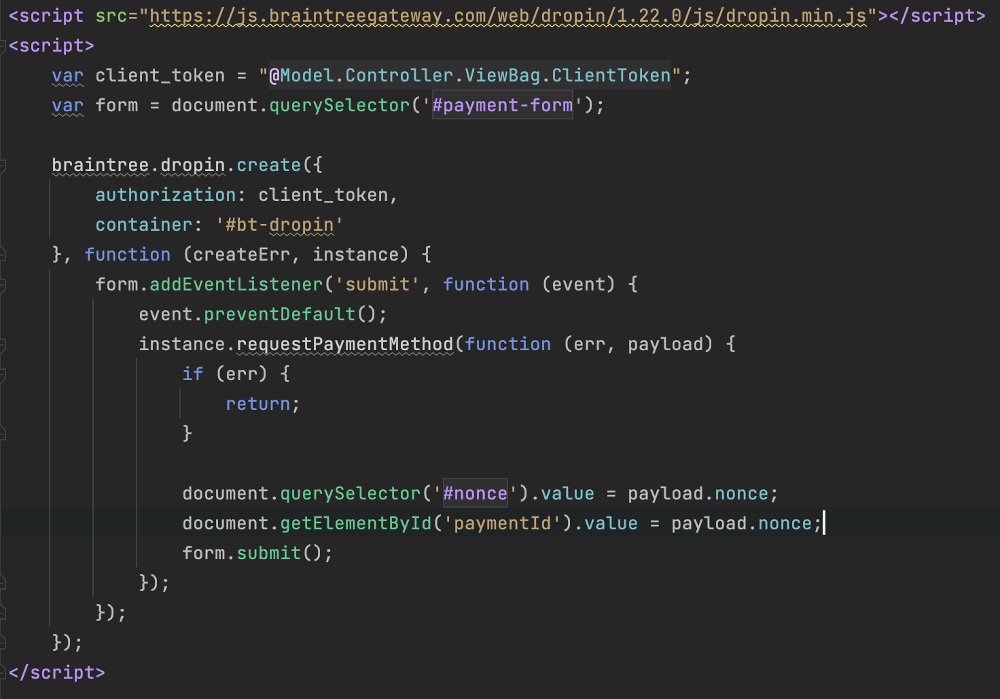 <script src="https://js.braintreegateway.com/web/dropin/1.22.0/js/dropin.min.js"></script>
<script>
    var client_token = "@Model.Controller.ViewBag.ClientToken";
    var form = document.querySelector('#payment-form');

    braintree.dropin.create({
        authorization: client_token,
        container: '#bt-dropin'
    }, function (createErr, instance) {
        form.addEventListener('submit', function (event) {
            event.preventDefault();
            instance.requestPaymentMethod(function (err, payload) {
                if (err) {
                    return;
                }

                document.querySelector('#nonce').value = payload.nonce;
                document.getElementById('paymentId').value = payload.nonce;
                form.submit();
            });
        });
    });
</script>